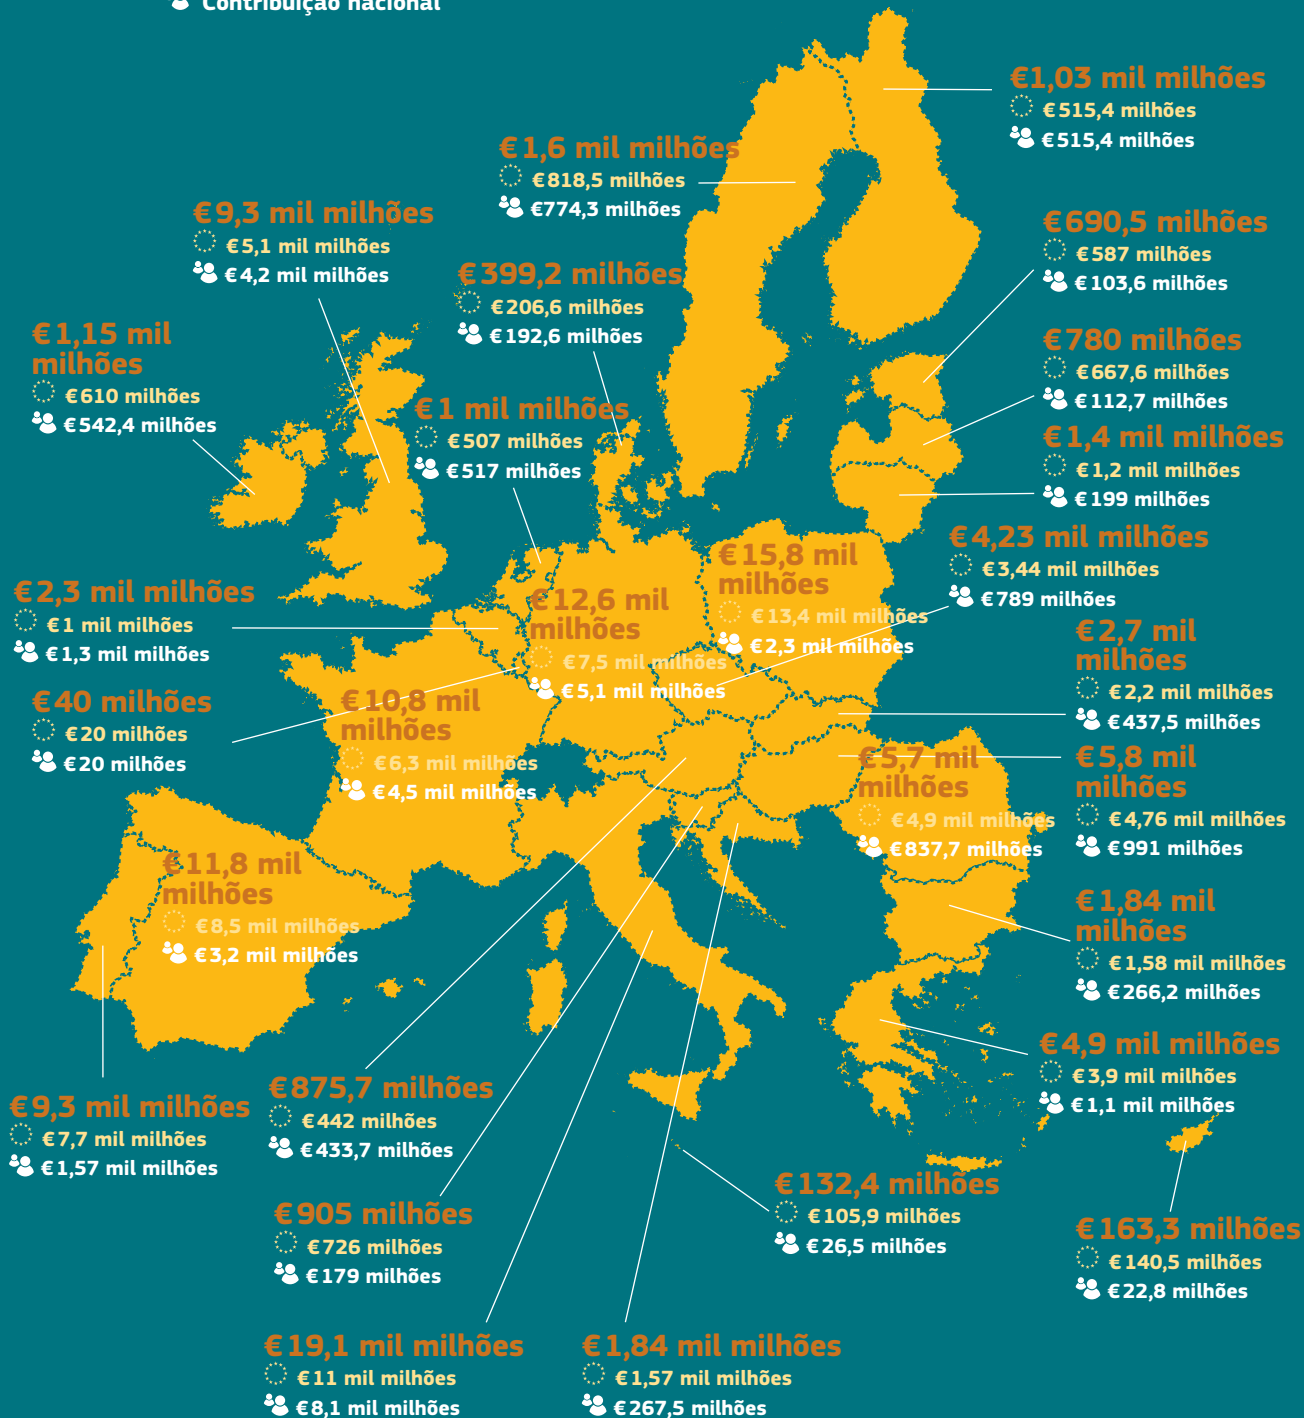 Contribuição nacional
€1,03 mil milhões
€515,4 milhões
€515,4 milhões
€1,6 mil milhões
€818,5 milhões
€774,3 milhões
€9,3 mil milhões
€5,1 mil milhões
€4,2 mil milhões
€690,5 milhões
€587 milhões
€103,6 milhões
€399,2 milhões
€206,6 milhões
€192,6 milhões
€1,15 mil
milhões
€610 milhões
€542,4 milhões
€780 milhões
€667,6 milhões
€112,7 milhões
€1 mil milhões
€507 milhões
€517 milhões
€1,4 mil milhões
€1,2 mil milhões
€199 milhões
€4,23 mil milhões
€3,44 mil milhões
€789 milhões
€15,8 mil
milhões
€13,4 mil milhões
€2,3 mil milhões
€2,3 mil milhões
€1 mil milhões
€1,3 mil milhões
€12,6 mil
milhões
€7,5 mil milhões
€5,1 mil milhões
€2,7 mil
milhões
€2,2 mil milhões
€437,5 milhões
€40 milhões
€20 milhões
€20 milhões
€10,8 mil
milhões
€6,3 mil milhões
€4,5 mil milhões
€5,7 mil
milhões
€4,9 mil milhões
€837,7 milhões
€5,8 mil
milhões
€4,76 mil milhões
€991 milhões
€11,8 mil
milhões
€8,5 mil milhões
€3,2 mil milhões
€1,84 mil
milhões
€1,58 mil milhões
€266,2 milhões
€4,9 mil milhões
€3,9 mil milhões
€1,1 mil milhões
€9,3 mil milhões
€7,7 mil milhões
€1,57 mil milhões
€875,7 milhões
€442 milhões
€433,7 milhões
€132,4 milhões
€105,9 milhões
€26,5 milhões
€905 milhões
€726 milhões
€179 milhões
€163,3 milhões
€140,5 milhões
€22,8 milhões
€19,1 mil milhões
€11 mil milhões
€8,1 mil milhões
€1,84 mil milhões
€1,57 mil milhões
€267,5 milhões